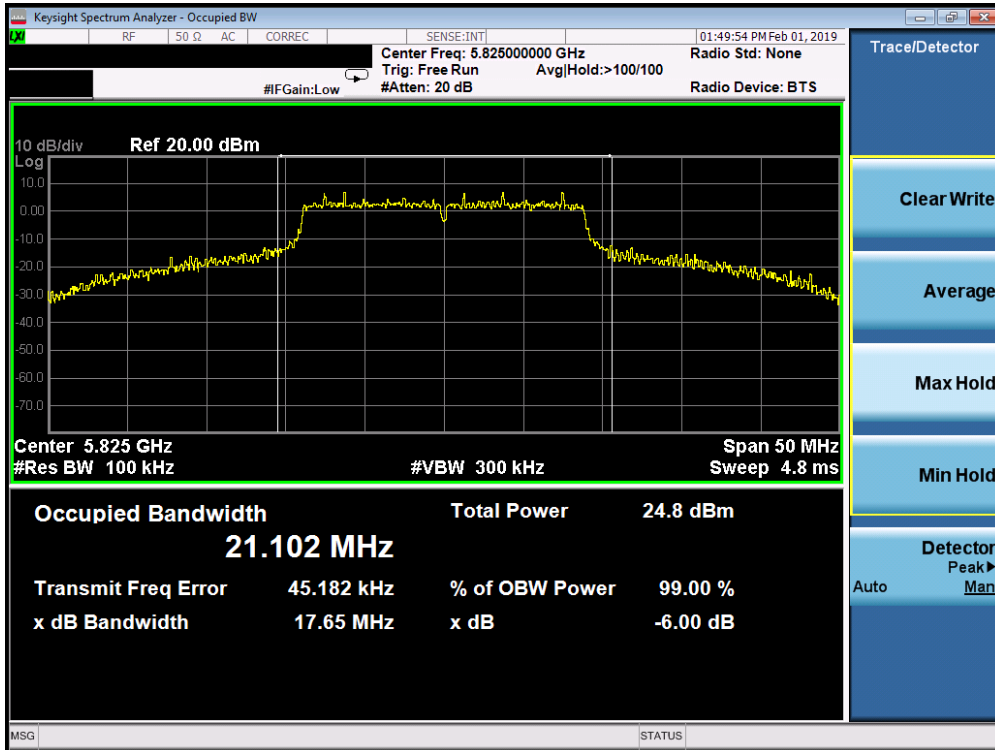 Keysight Spectrum Analyzer - Occupied BW
LXI
RF 50 Ω AC CORREC SENSE:INT 01:49:54 PM Feb 01, 2019
Center Freq: 5.825000000 GHz Radio Std: None
Trig: Free Run Avg|Hold:>100/100
#IFGain:Low #Atten: 20 dB Radio Device: BTS
10 dB/div Ref 20.00 dBm
Log
10.0
0.00
-10.0
-20.0
-30.0
-40.0
-50.0
-60.0
-70.0
Center 5.825 GHz Span 50 MHz
#Res BW 100 kHz #VBW 300 kHz Sweep 4.8 ms
Occupied Bandwidth Total Power 24.8 dBm
21.102 MHz
Transmit Freq Error 45.182 kHz % of OBW Power 99.00 %
x dB Bandwidth 17.65 MHz x dB -6.00 dB
MSG STATUS
Trace/Detector
Clear Write
Average
Max Hold
Min Hold
Detector
Peak▶
Auto Man